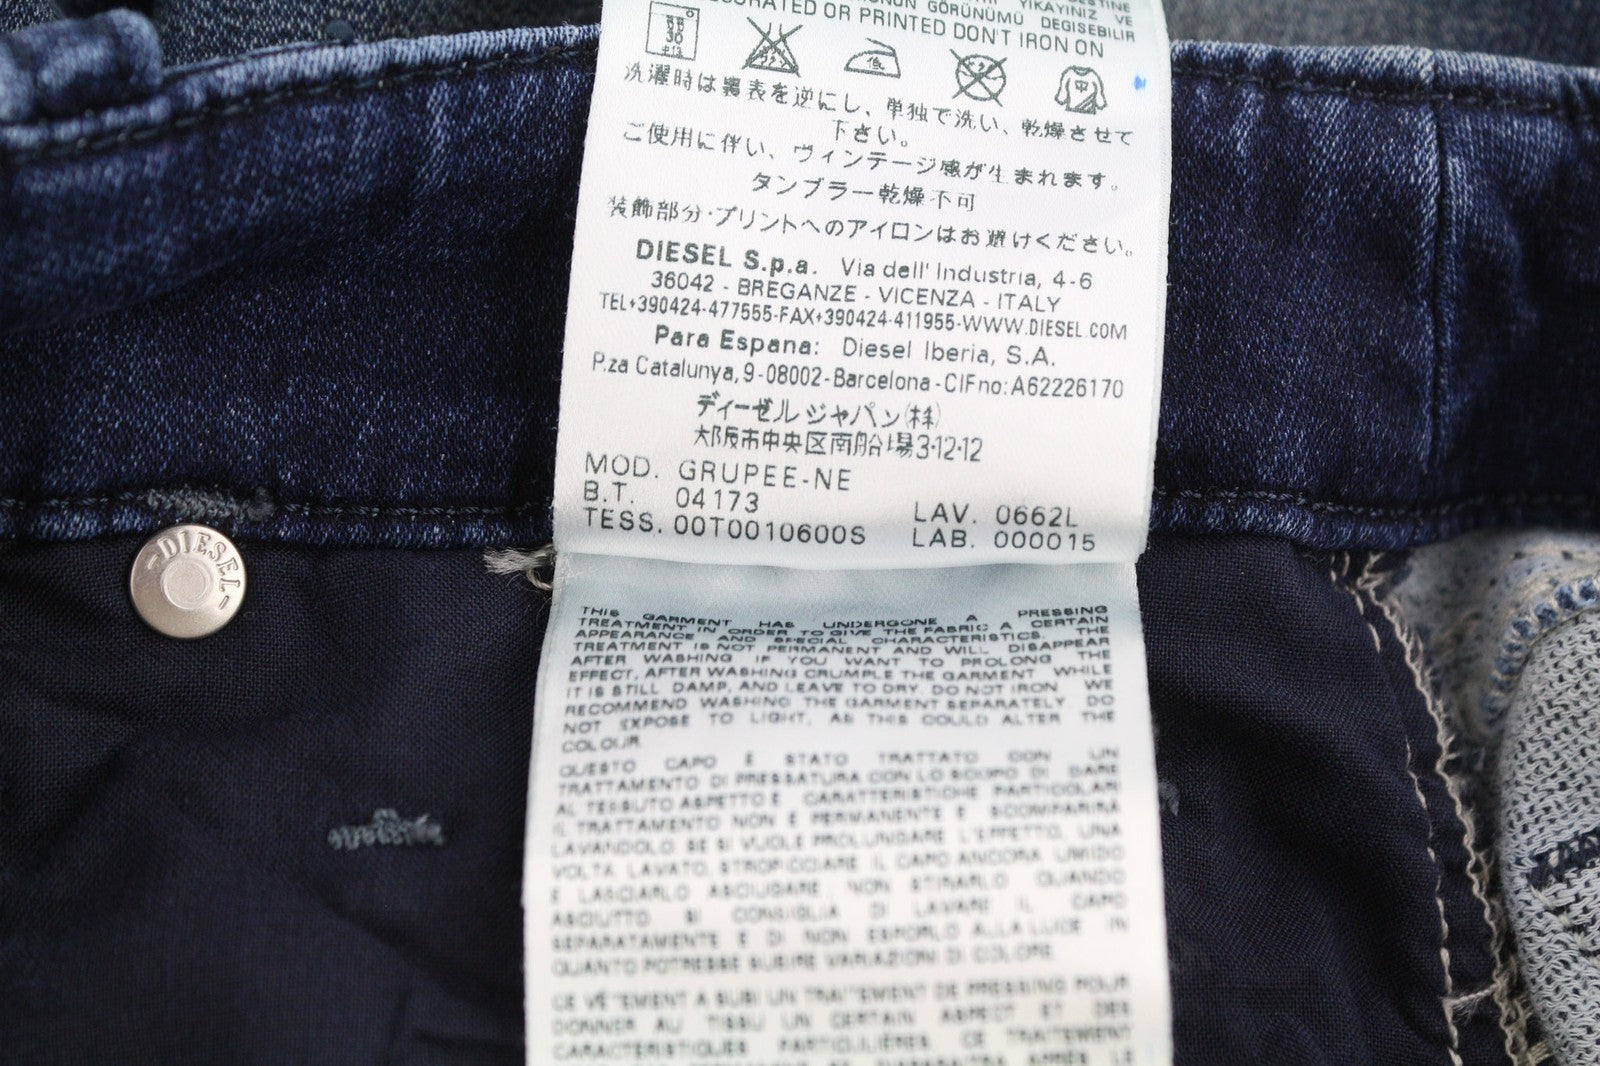 YIKAYINIZ VE
GÖRÜNÜMÜ DEGISEBILIR
OR PRINTED DON'T IRON ON
30
低
洗濯時は裏表を逆にし、単独で洗い、乾燥させて
下さい。
ご使用に伴い、ヴィンテージ感が生まれます。
タンブラー乾燥不可
装飾部分・プリントへのアイロンはお避けください。
DIESEL S.p.a. Via dell' Industria, 4-6
36042 - BREGANZE - VICENZA - ITALY
TEL+390424-477555-FAX+390424-411955-WWW.DIESEL.COM
Para Espana: Diesel Iberia, S.A.
P.za Catalunya, 9-08002-Barcelona-CIFno: A62226170
ディーゼルジャパン(株)
大阪市中央区南船場3-12-12
MOD. GRUPEE-NE
B.T. 04173 LAV. 0662L
TESS. 00T0010600S LAB. 000015
-DIESEL-
THIS GARMENT HAS UNDERGONE A PRESSING
TREATMENT IN ORDER TO GIVE THE FABRIC A CERTAIN
APPEARANCE AND SPECIAL CHARACTERISTICS. THE
TREATMENT IS NOT PERMANENT AND WILL DISAPPEAR
AFTER WASHING IF YOU WANT TO PROLONG THE
EFFECT, AFTER WASHING CRUMPLE THE GARMENT WHILE
IT IS STILL DAMP, AND LEAVE TO DRY. DO NOT IRON. WE
RECOMMEND WASHING THE GARMENT SEPARATELY. DO
NOT EXPOSE TO LIGHT, AS THIS COULD ALTER THE
COLOUR
QUESTO CAPO È STATO TRATTATO CON UN
TRATTAMENTO DI PRESSATURA CON LO SCOPO DI DARE
AL TESSUTO ASPETTO E CARATTERISTICHE PARTICOLARI
IL TRATTAMENTO NON È PERMANENTE E SCOMPARIRÀ
LAVANDOLO SE SI VUOLE PROLUNGARE L'EFFETTO, UNA
VOLTA LAVATO, STROPICCIARE IL CAPO ANCORA UMIDO
E LASCIARLO ASCIUGARE, NON STIRARLO QUANDO
ASCIUTTO SI CONSIGLIA DI LAVARE IL CAPO
SEPARATAMENTE E DI NON ESPORLO ALLA LUCE IN
QUANTO POTREBBE SUBIRE VARIAZIONI DI COLORE.
CE VÊTEMENT A SUBI UN TRAITEMENT DE PRESSING POUR
DONNER AU TISSU UN CERTAIN ASPECT ET DES
CARACTÉRISTIQUES PARTICULIÈRES CE TRAITEMENT